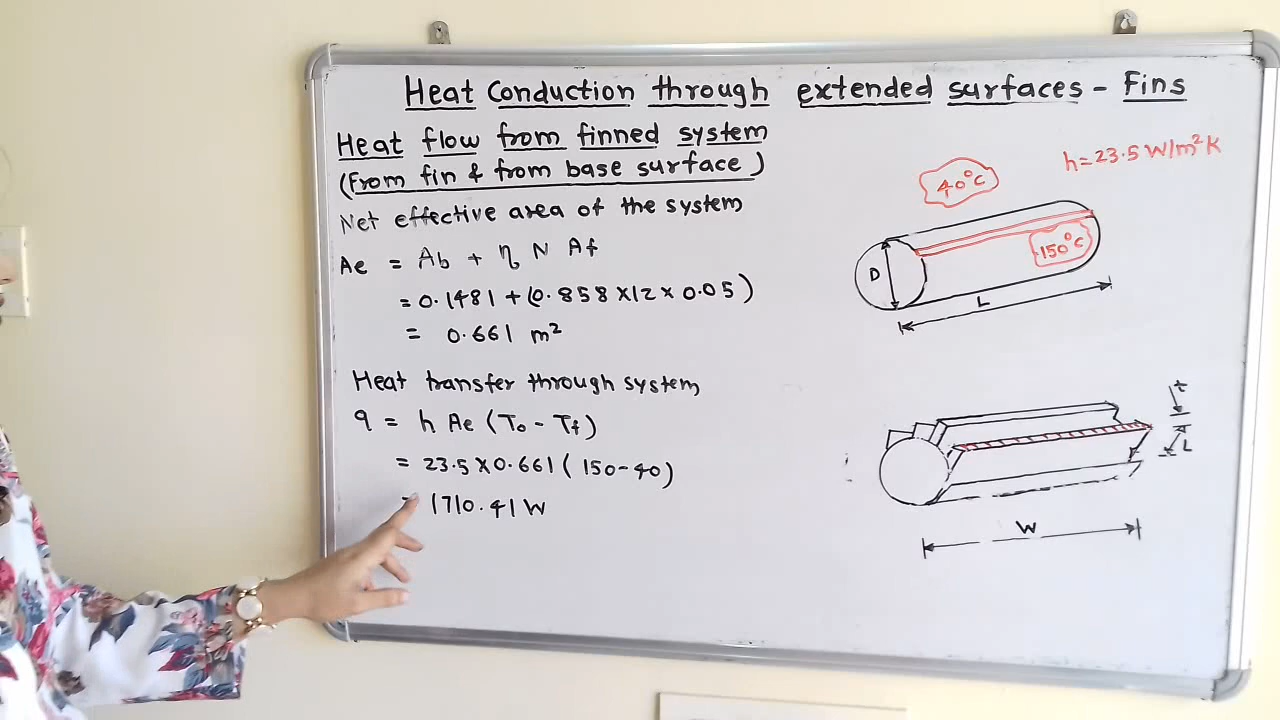 Heat Conduction through extended surfaces - Fins
Heat flow from finned system
(From fin & from base surface)
Net effective area of the system
Ae = Ab + η N Af
= 0.1481 + (0.858 × 12 × 0.05)
= 0.661 m²
Heat transfer through system
q = h Ae (To - Tf)
= 23.5 × 0.661 (150 - 40)
= 1710.41 W
h = 23.5 W/m² K
40°C
150°C
D
L
t
L
W